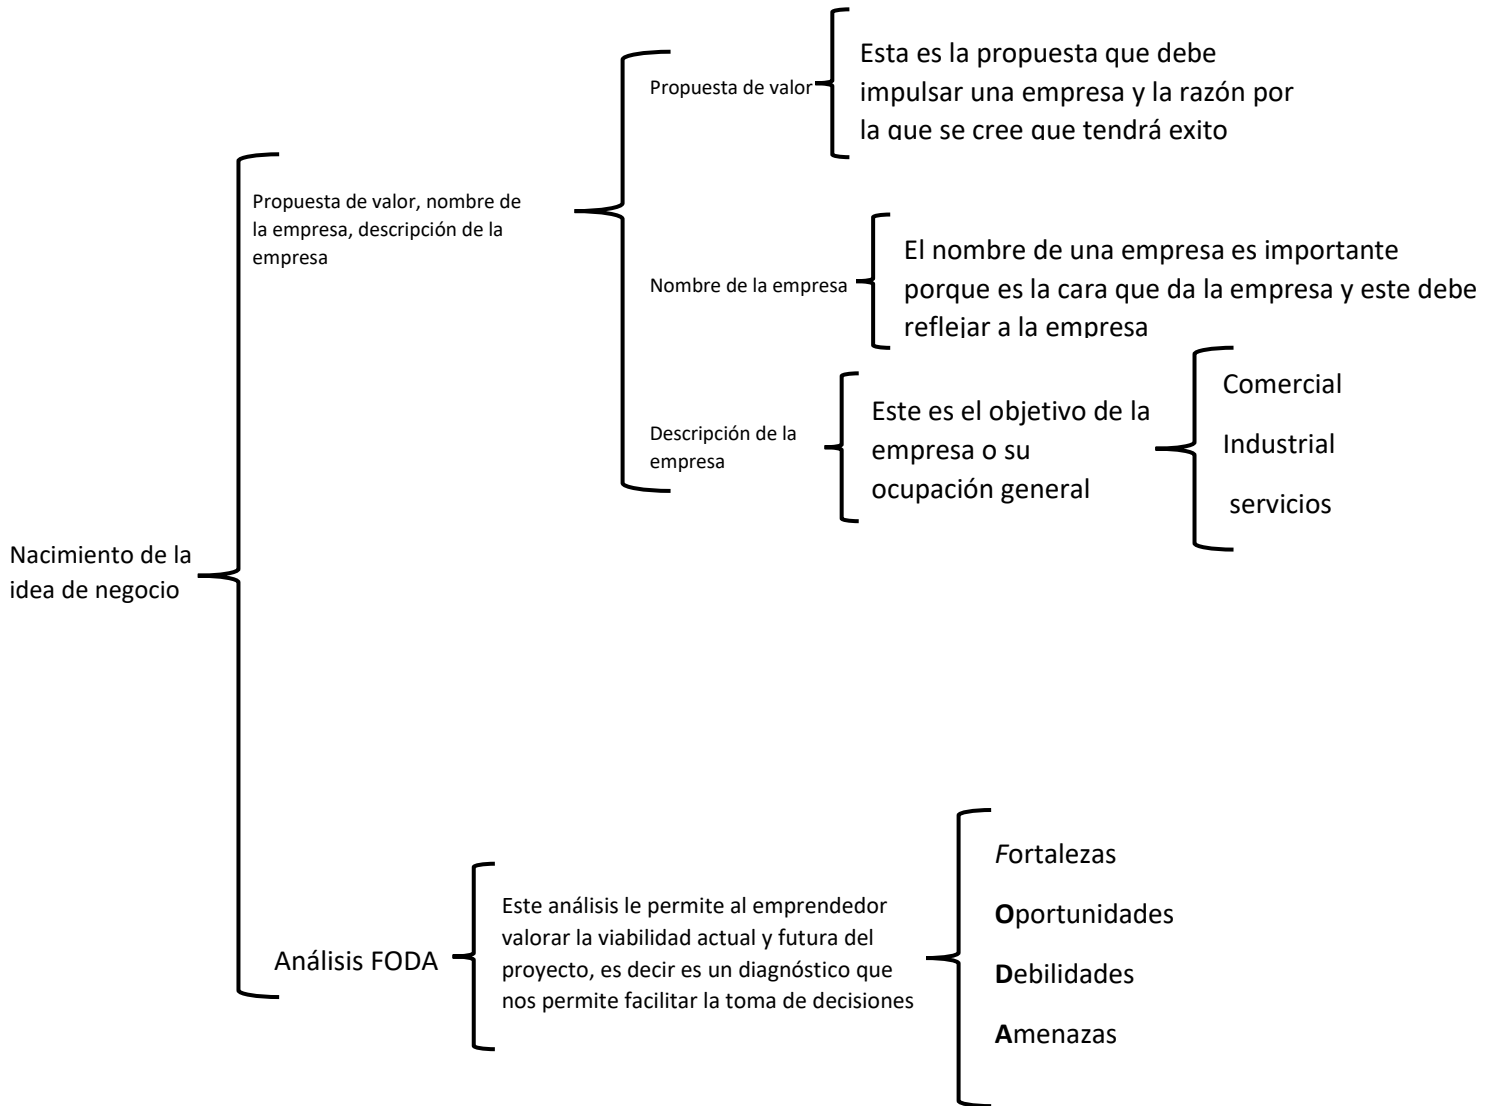 Nacimiento de la
idea de negocio
Propuesta de valor, nombre de
la empresa, descripción de la
empresa
Propuesta de valor
Esta es la propuesta que debe
impulsar una empresa y la razón por
la que se cree que tendrá exito
Nombre de la empresa
El nombre de una empresa es importante
porque es la cara que da la empresa y este debe
reflejar a la empresa
Descripción de la
empresa
Este es el objetivo de la
empresa o su
ocupación general
Comercial
Industrial
servicios
Análisis FODA
Este análisis le permite al emprendedor
valorar la viabilidad actual y futura del
proyecto, es decir es un diagnóstico que
nos permite facilitar la toma de decisiones
Fortalezas
Oportunidades
Debilidades
Amenazas